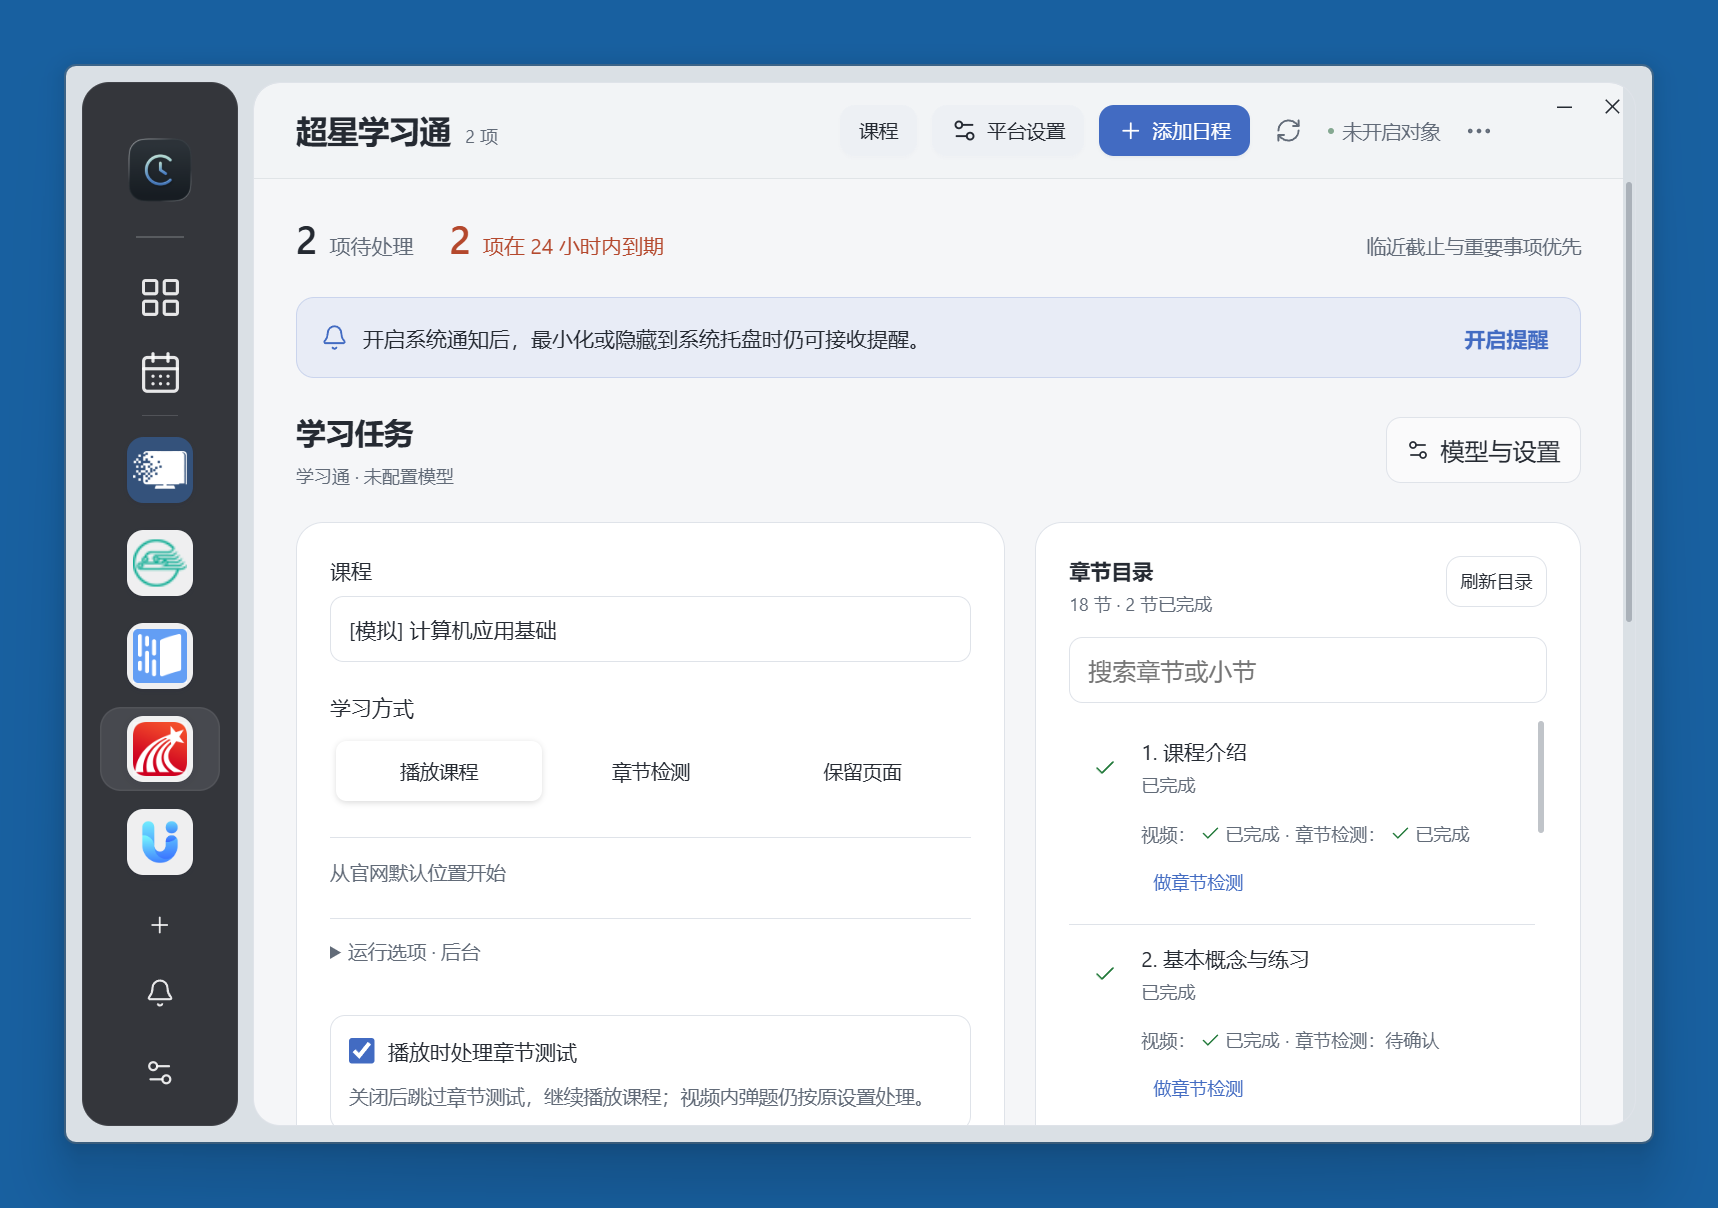 超星学习通 2 项
课程
平台设置
添加日程
未开启对象
2 项待处理 2 项在 24 小时内到期
临近截止与重要事项优先
开启系统通知后，最小化或隐藏到系统托盘时仍可接收提醒。
开启提醒
学习任务
学习通 · 未配置模型
模型与设置
课程
[模拟] 计算机应用基础
学习方式
播放课程
章节检测
保留页面
从官网默认位置开始
运行选项 · 后台
播放时处理章节测试
关闭后跳过章节测试，继续播放课程；视频内弹题仍按原设置处理。
章节目录
18 节 · 2 节已完成
刷新目录
搜索章节或小节
1. 课程介绍
已完成
视频： ✓ 已完成 · 章节检测： ✓ 已完成
做章节检测
2. 基本概念与练习
已完成
视频： ✓ 已完成 · 章节检测：待确认
做章节检测